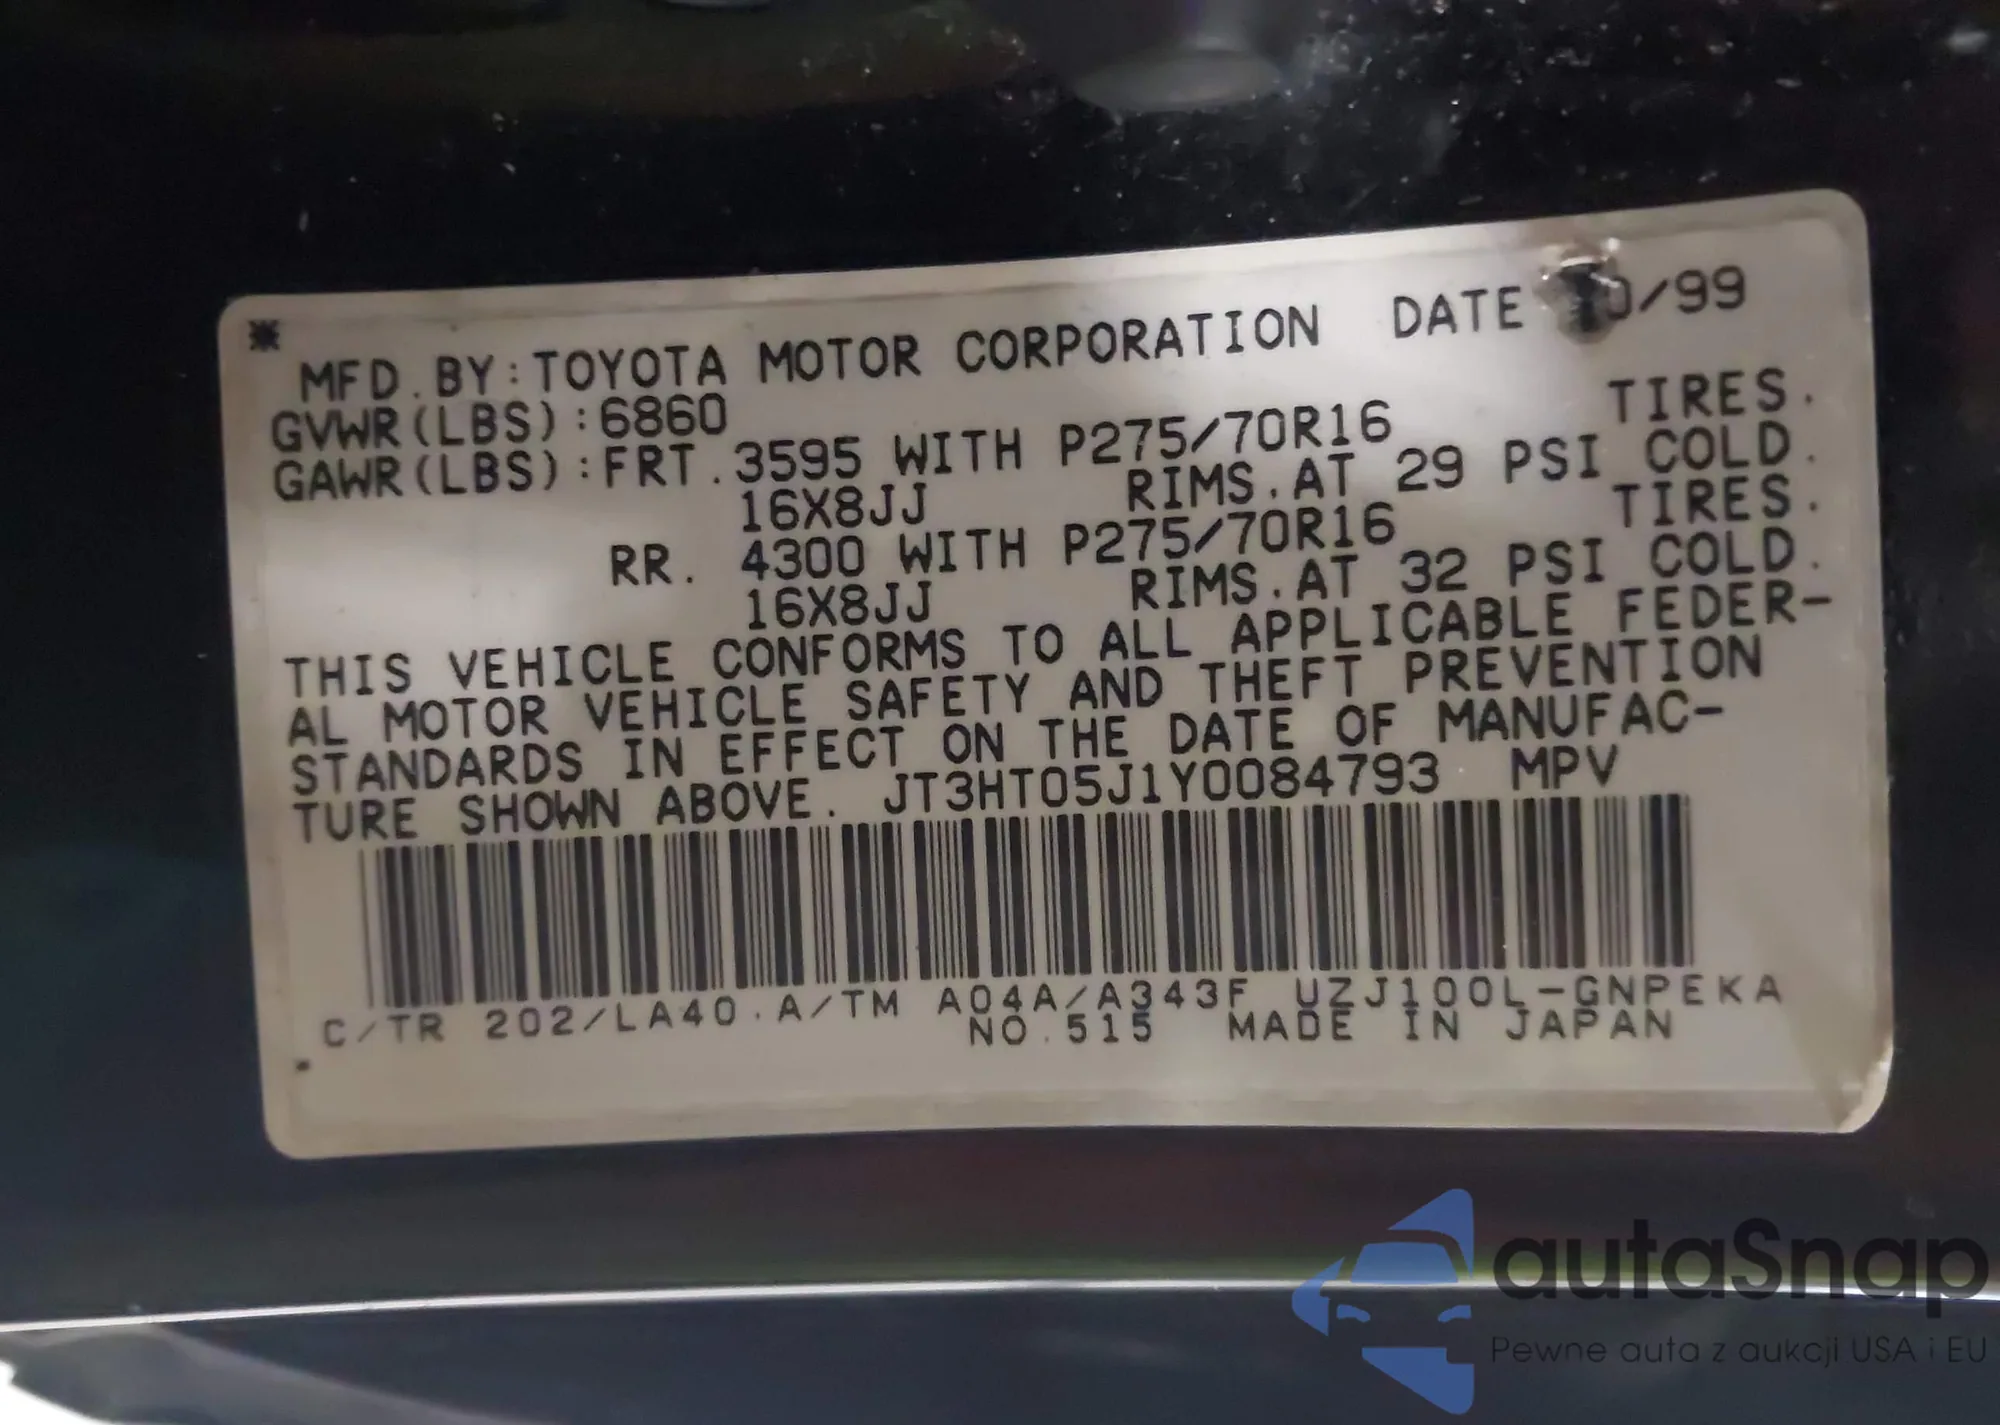 MFD.BY:TOYOTA MOTOR CORPORATION DATE 0/99
GVWR(LBS):6860
GAWR(LBS):FRT.3595 WITH P275/70R16 TIRES.
16X8JJ RIMS.AT 29 PSI COLD.
RR. 4300 WITH P275/70R16 TIRES.
16X8JJ RIMS.AT 32 PSI COLD.
THIS VEHICLE CONFORMS TO ALL APPLICABLE FEDER-
AL MOTOR VEHICLE SAFETY AND THEFT PREVENTION
STANDARDS IN EFFECT ON THE DATE OF MANUFAC-
TURE SHOWN ABOVE. JT3HT05J1Y0084793 MPV
C/TR 202/LA40.A/TM A04A/A343F UZJ100L-GNPEKA
NO.515 MADE IN JAPAN
autaSnap
Pewne auta z aukcji USA i EU